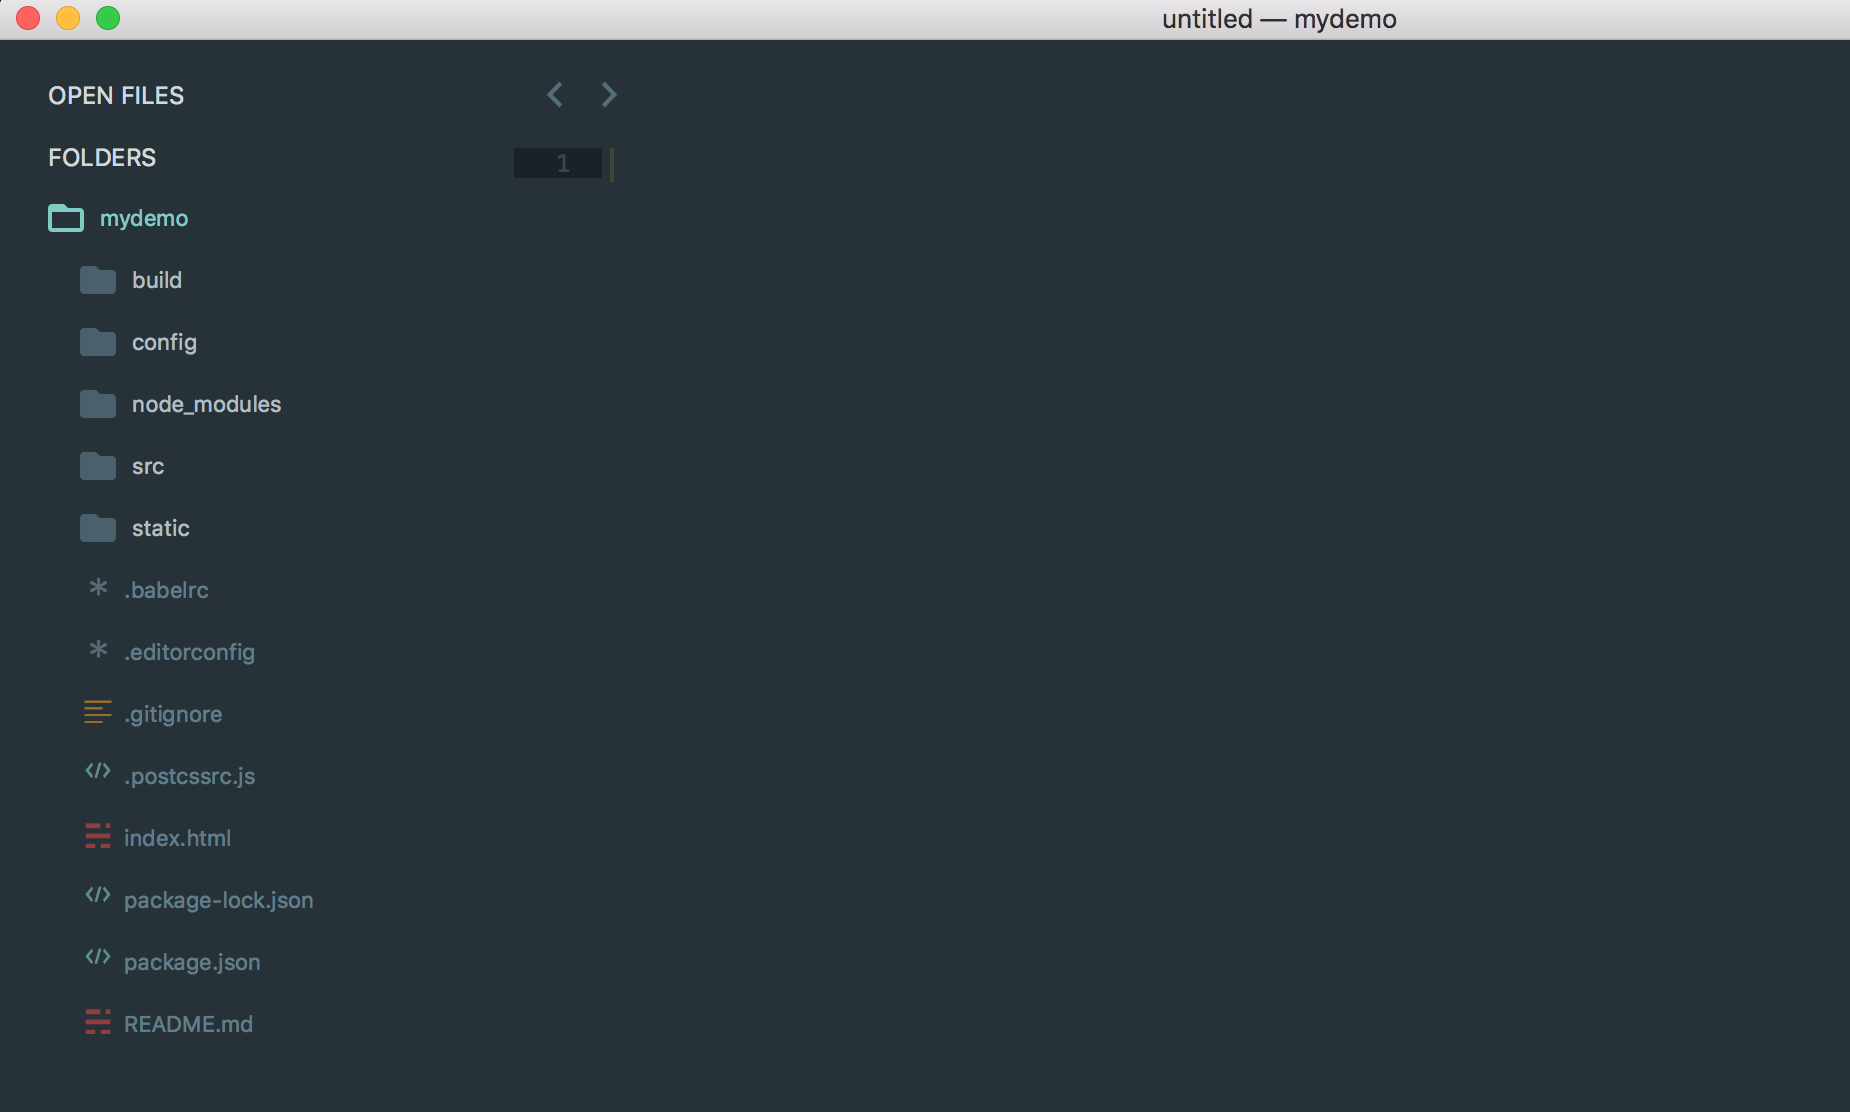 untitled — mydemo
OPEN FILES
FOLDERS
1
mydemo
build
config
node_modules
src
static
.babelrc
.editorconfig
.gitignore
.postcssrc.js
index.html
package-lock.json
package.json
README.md